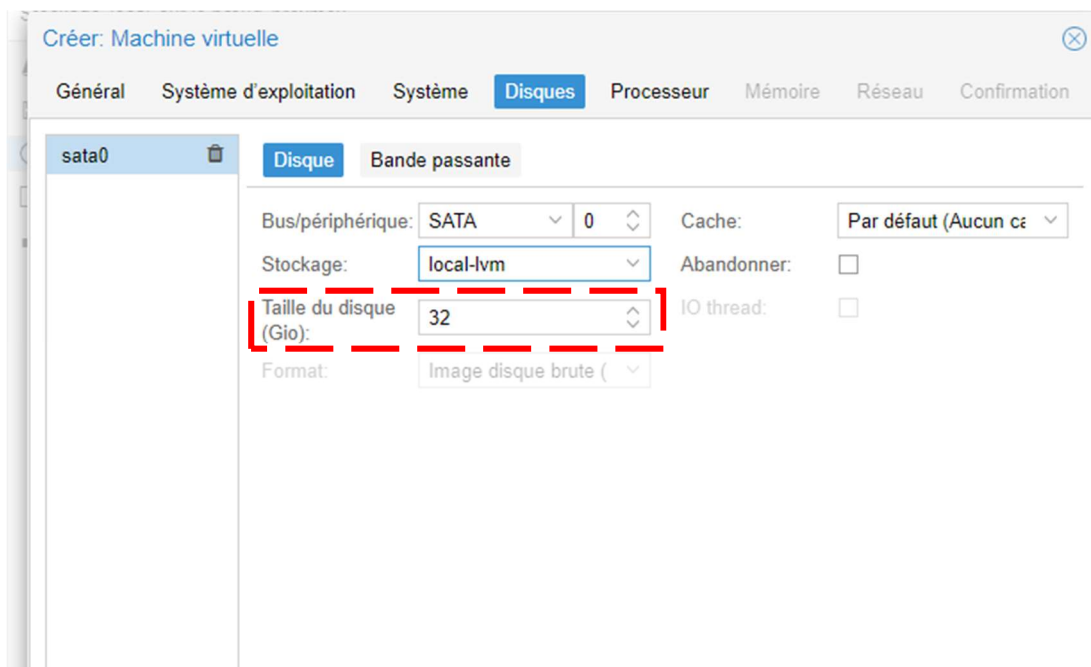 Créer: Machine virtuelle
Général Système d'exploitation Système Disques Processeur Mémoire Réseau Confirmation
sata0
Disque Bande passante
Bus/périphérique: SATA 0 Cache: Par défaut (Aucun ca
Stockage: local-lvm Abandonner:
Taille du disque (Gio): 32 IO thread:
Format: Image disque brute (